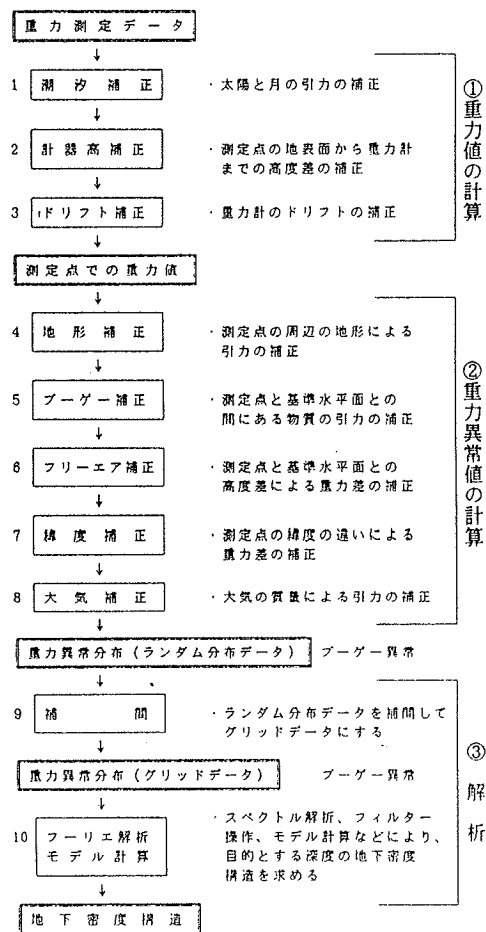 重力測定データ
↓
1 潮汐補正 ・太陽と月の引力の補正
↓
2 計器高補正 ・測定点の地表面から重力計
までの高度差の補正
↓
3 ドリフト補正 ・重力計のドリフトの補正
①重力値の計算
↓
測定点での重力値
↓
4 地形補正 ・測定点の周辺の地形による
引力の補正
↓
5 ブーゲー補正 ・測定点と基準水平面との
間にある物質の引力の補正
↓
6 フリーエア補正 ・測定点と基準水平面との
高度差による重力差の補正
↓
7 緯度補正 ・測定点の緯度の違いによる
重力差の補正
↓
8 大気補正 ・大気の質量による引力の補正
②重力異常値の計算
↓
重力異常分布(ランダム分布データ) ブーゲー異常
↓
9 補間 ・ランダム分布データを補間して
グリッドデータにする
↓
重力異常分布(グリッドデータ) ブーゲー異常
↓
10 フーリエ解析
モデル計算
・スペクトル解析、フィルター
操作、モデル計算などにより、
目的とする深度の地下密度
構造を求める
③解析
↓
地下密度構造